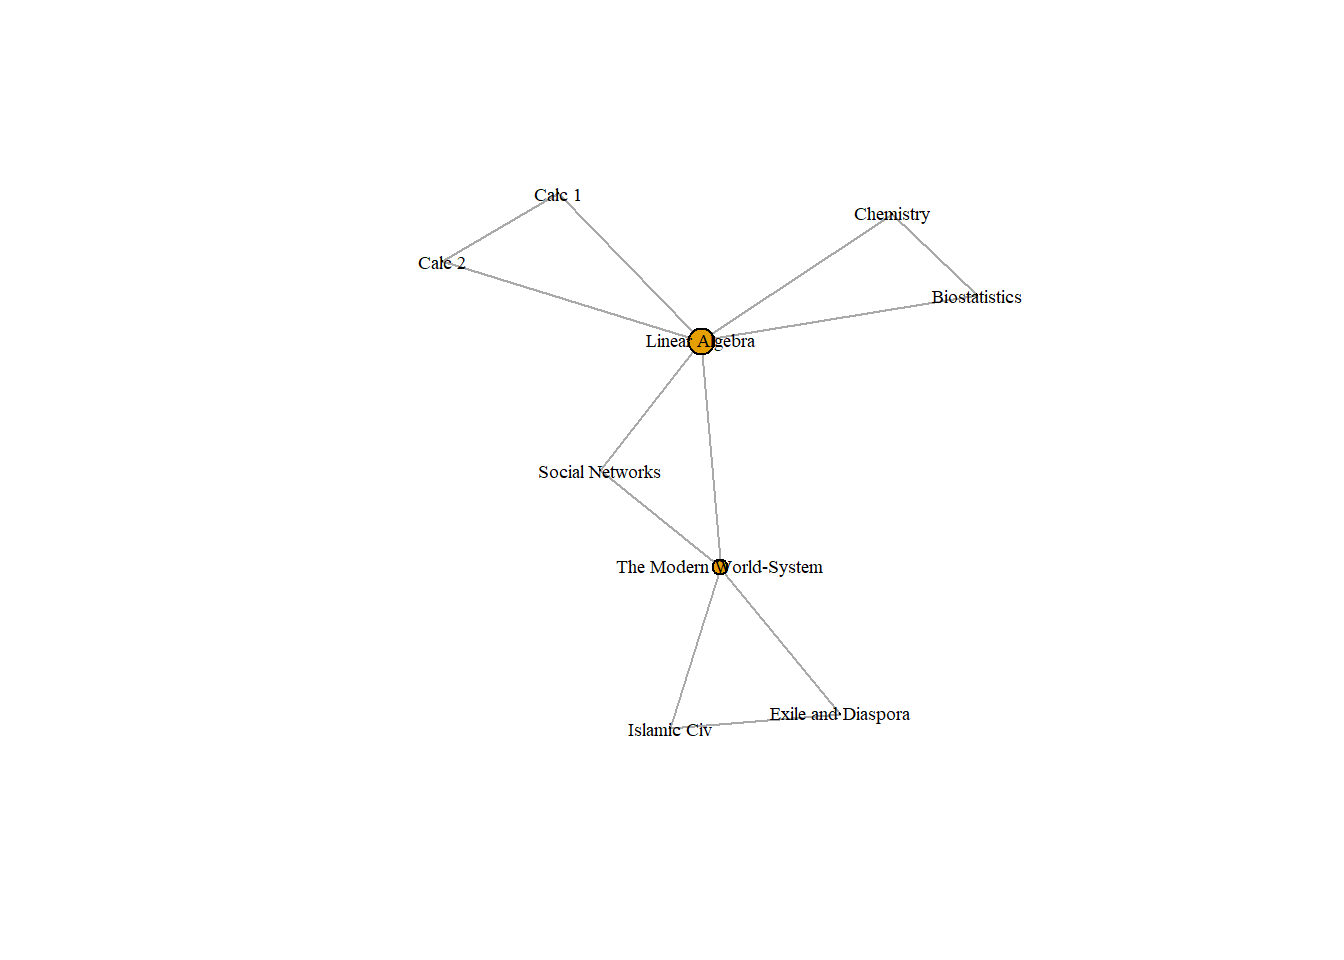 Calc 1
Chemistry
Calc 2
Biostatistics
Linear Algebra
Social Networks
The Modern World-System
Exile and Diaspora
Islamic Civ